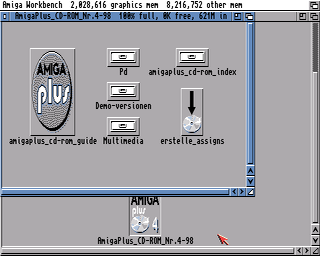 Amiga Workbench 2,028,616 graphics mem 8,216,752 other mem
AmigaPlus_CD-ROM_Nr.4-98 100% full, 0K free, 621M in
AMIGA
plus
amigaplus_cd-rom_guide
Pd
Demo-versionen
Multimedia
amigaplus_cd-rom_index
erstelle_assigns
AMIGA
plus
4
AmigaPlus_CD-ROM_Nr.4-98